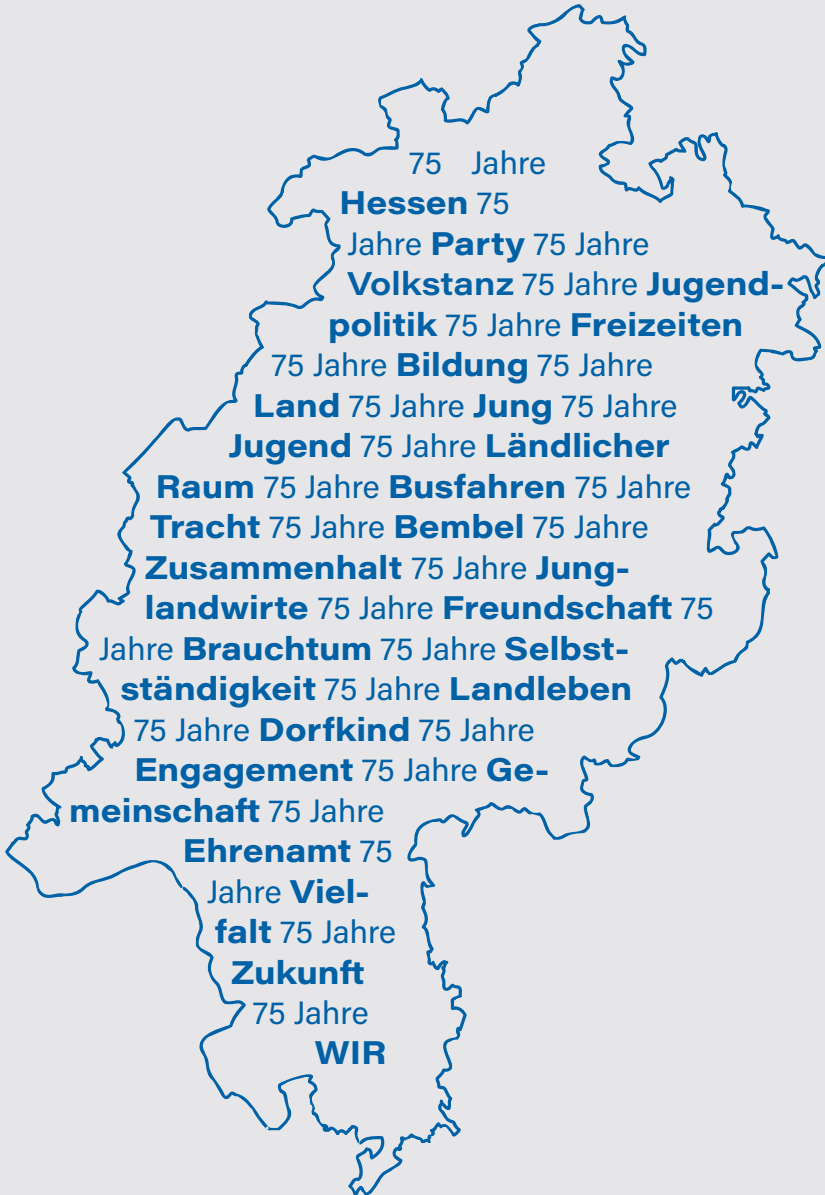 75 Jahre
Hessen 75
Jahre Party 75 Jahre
Volkstanz 75 Jahre Jugend-
politik 75 Jahre Freizeiten
75 Jahre Bildung 75 Jahre
Land 75 Jahre Jung 75 Jahre
Jugend 75 Jahre Ländlicher
Raum 75 Jahre Busfahren 75 Jahre
Tracht 75 Jahre Bembel 75 Jahre
Zusammenhalt 75 Jahre Jung-
landwirte 75 Jahre Freundschaft 75
Jahre Brauchtum 75 Jahre Selbst-
ständigkeit 75 Jahre Landleben
75 Jahre Dorfkind 75 Jahre
Engagement 75 Jahre Ge-
meinschaft 75 Jahre
Ehrenamt 75
Jahre Viel-
falt 75 Jahre
Zukunft
75 Jahre
WIR